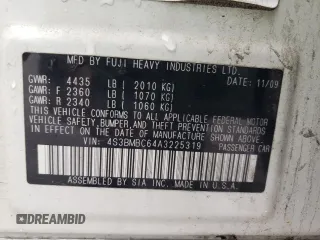 MFD BY FUJI HEAVY INDUSTRIES LTD.
GVWR: 4435 LB ( 2010 KG) DATE: 11/09
GAWR: F 2360 LB ( 1070 KG)
GAWR: R 2340 LB ( 1060 KG)
THIS VEHICLE CONFORMS TO ALL APPLICABLE FEDERAL MOTOR
VEHICLE SAFETY, BUMPER, AND THEFT PREVENTION STANDARDS
IN EFFECT ON THE DATE OF MANUFACTURE SHOWN ABOVE.
VIN: 4S3BMBC64A3225319 PASSENGER CAR
ASSEMBLED BY SIA INC. MADE IN U.S.A.
DREAMBID